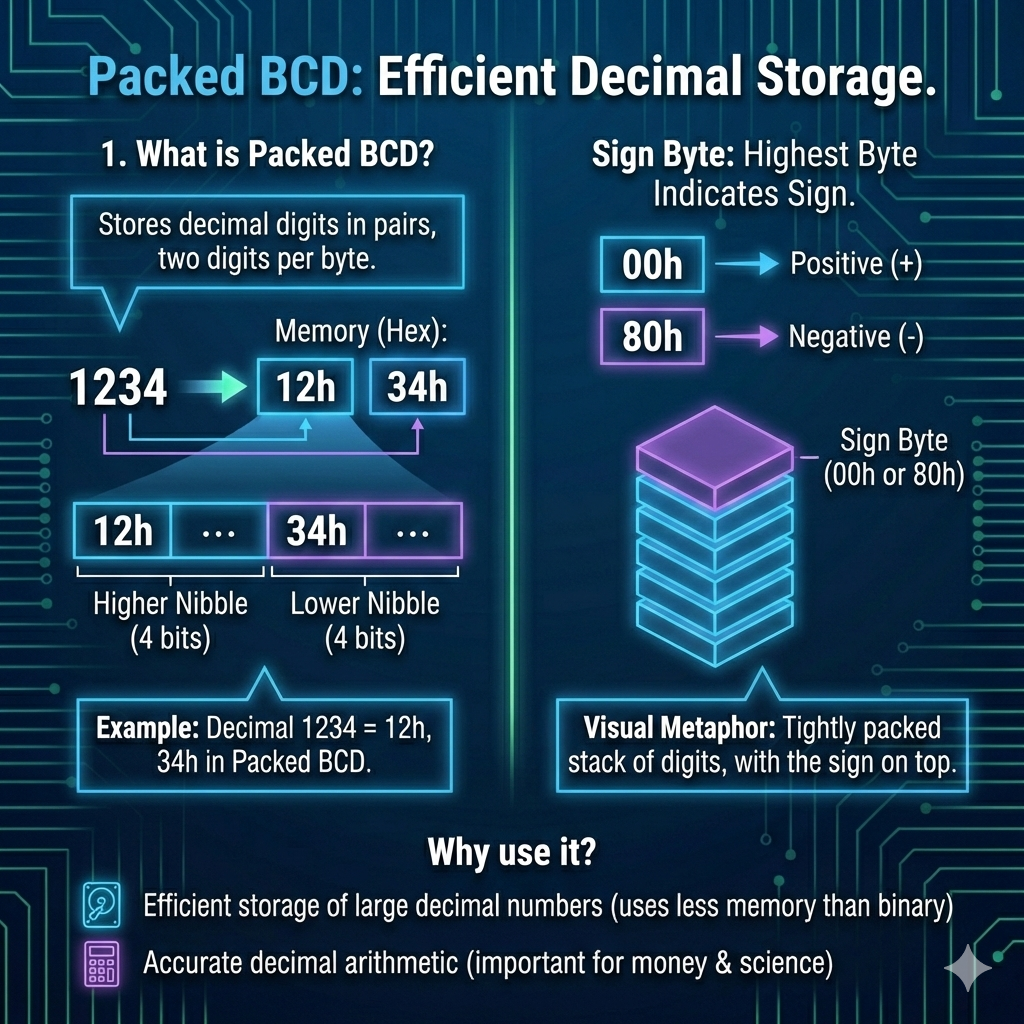 Packed BCD: Efficient Decimal Storage.
1. What is Packed BCD?
Stores decimal digits in pairs,
two digits per byte.
Memory (Hex):
1234
12h
34h
12h
...
34h
...
Higher Nibble
(4 bits)
Lower Nibble
(4 bits)
Example: Decimal 1234 = 12h,
34h in Packed BCD.
Sign Byte: Highest Byte
Indicates Sign.
00h
Positive (+)
80h
Negative (-)
Sign Byte
(00h or 80h)
Visual Metaphor: Tightly packed
stack of digits, with the sign on top.
Why use it?
Efficient storage of large decimal numbers (uses less memory than binary)
Accurate decimal arithmetic (important for money & science)